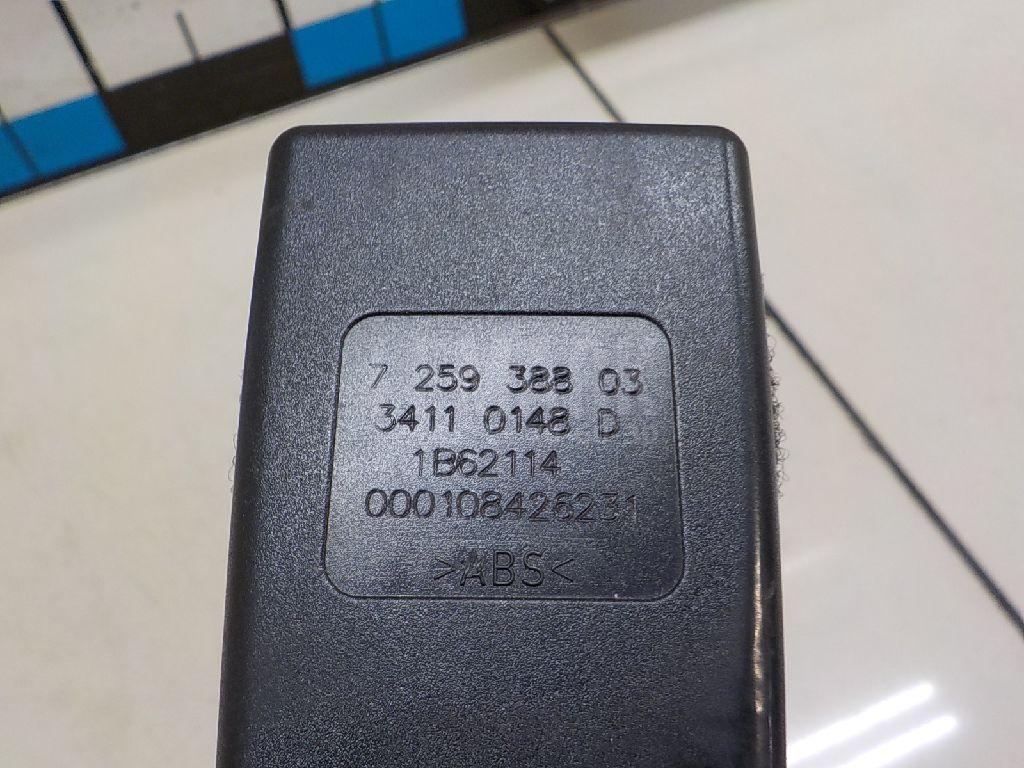 7 259 388 03
3411 0148 D
1B62114
000108426231
>ABS<